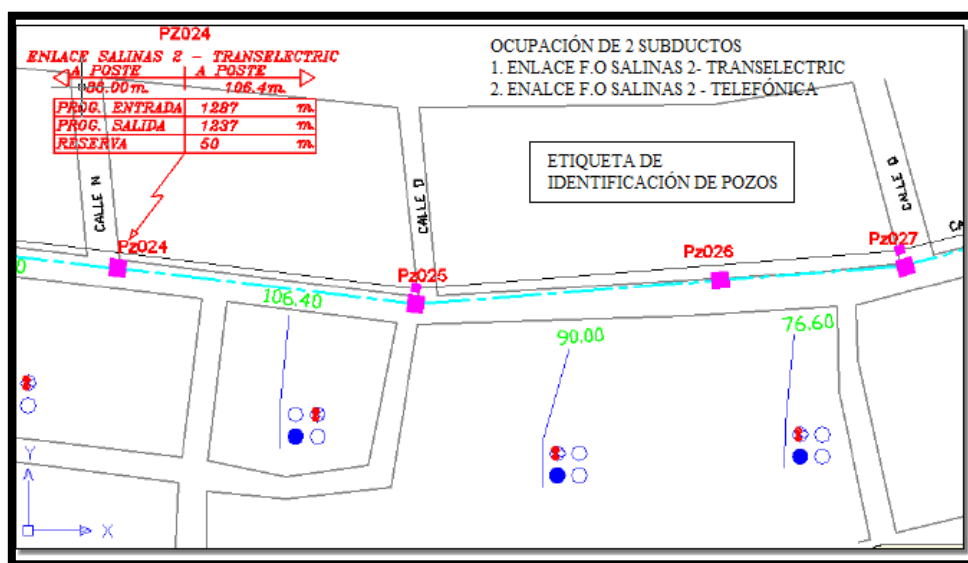 PZ024
ENLACE SALINAS 2 - TRANSELECTRIC
A POSTE A POSTE
106.4m.
PROG. ENTRADA 1287 m.
PROG. SALIDA 1237 m.
RESERVA 50 m.
OCUPACIÓN DE 2 SUBDUCTOS
1. ENLACE F.O SALINAS 2- TRANSELECTRIC
2. ENALCE F.O SALINAS 2 - TELEFÓNICA
ETIQUETA DE
IDENTIFICACIÓN DE POZOS
CALLE N
CALLE O
CALLE Q
CA
Pz024
Pz025
Pz026
Pz027
0
106.40
90.00
76.60
Y
X